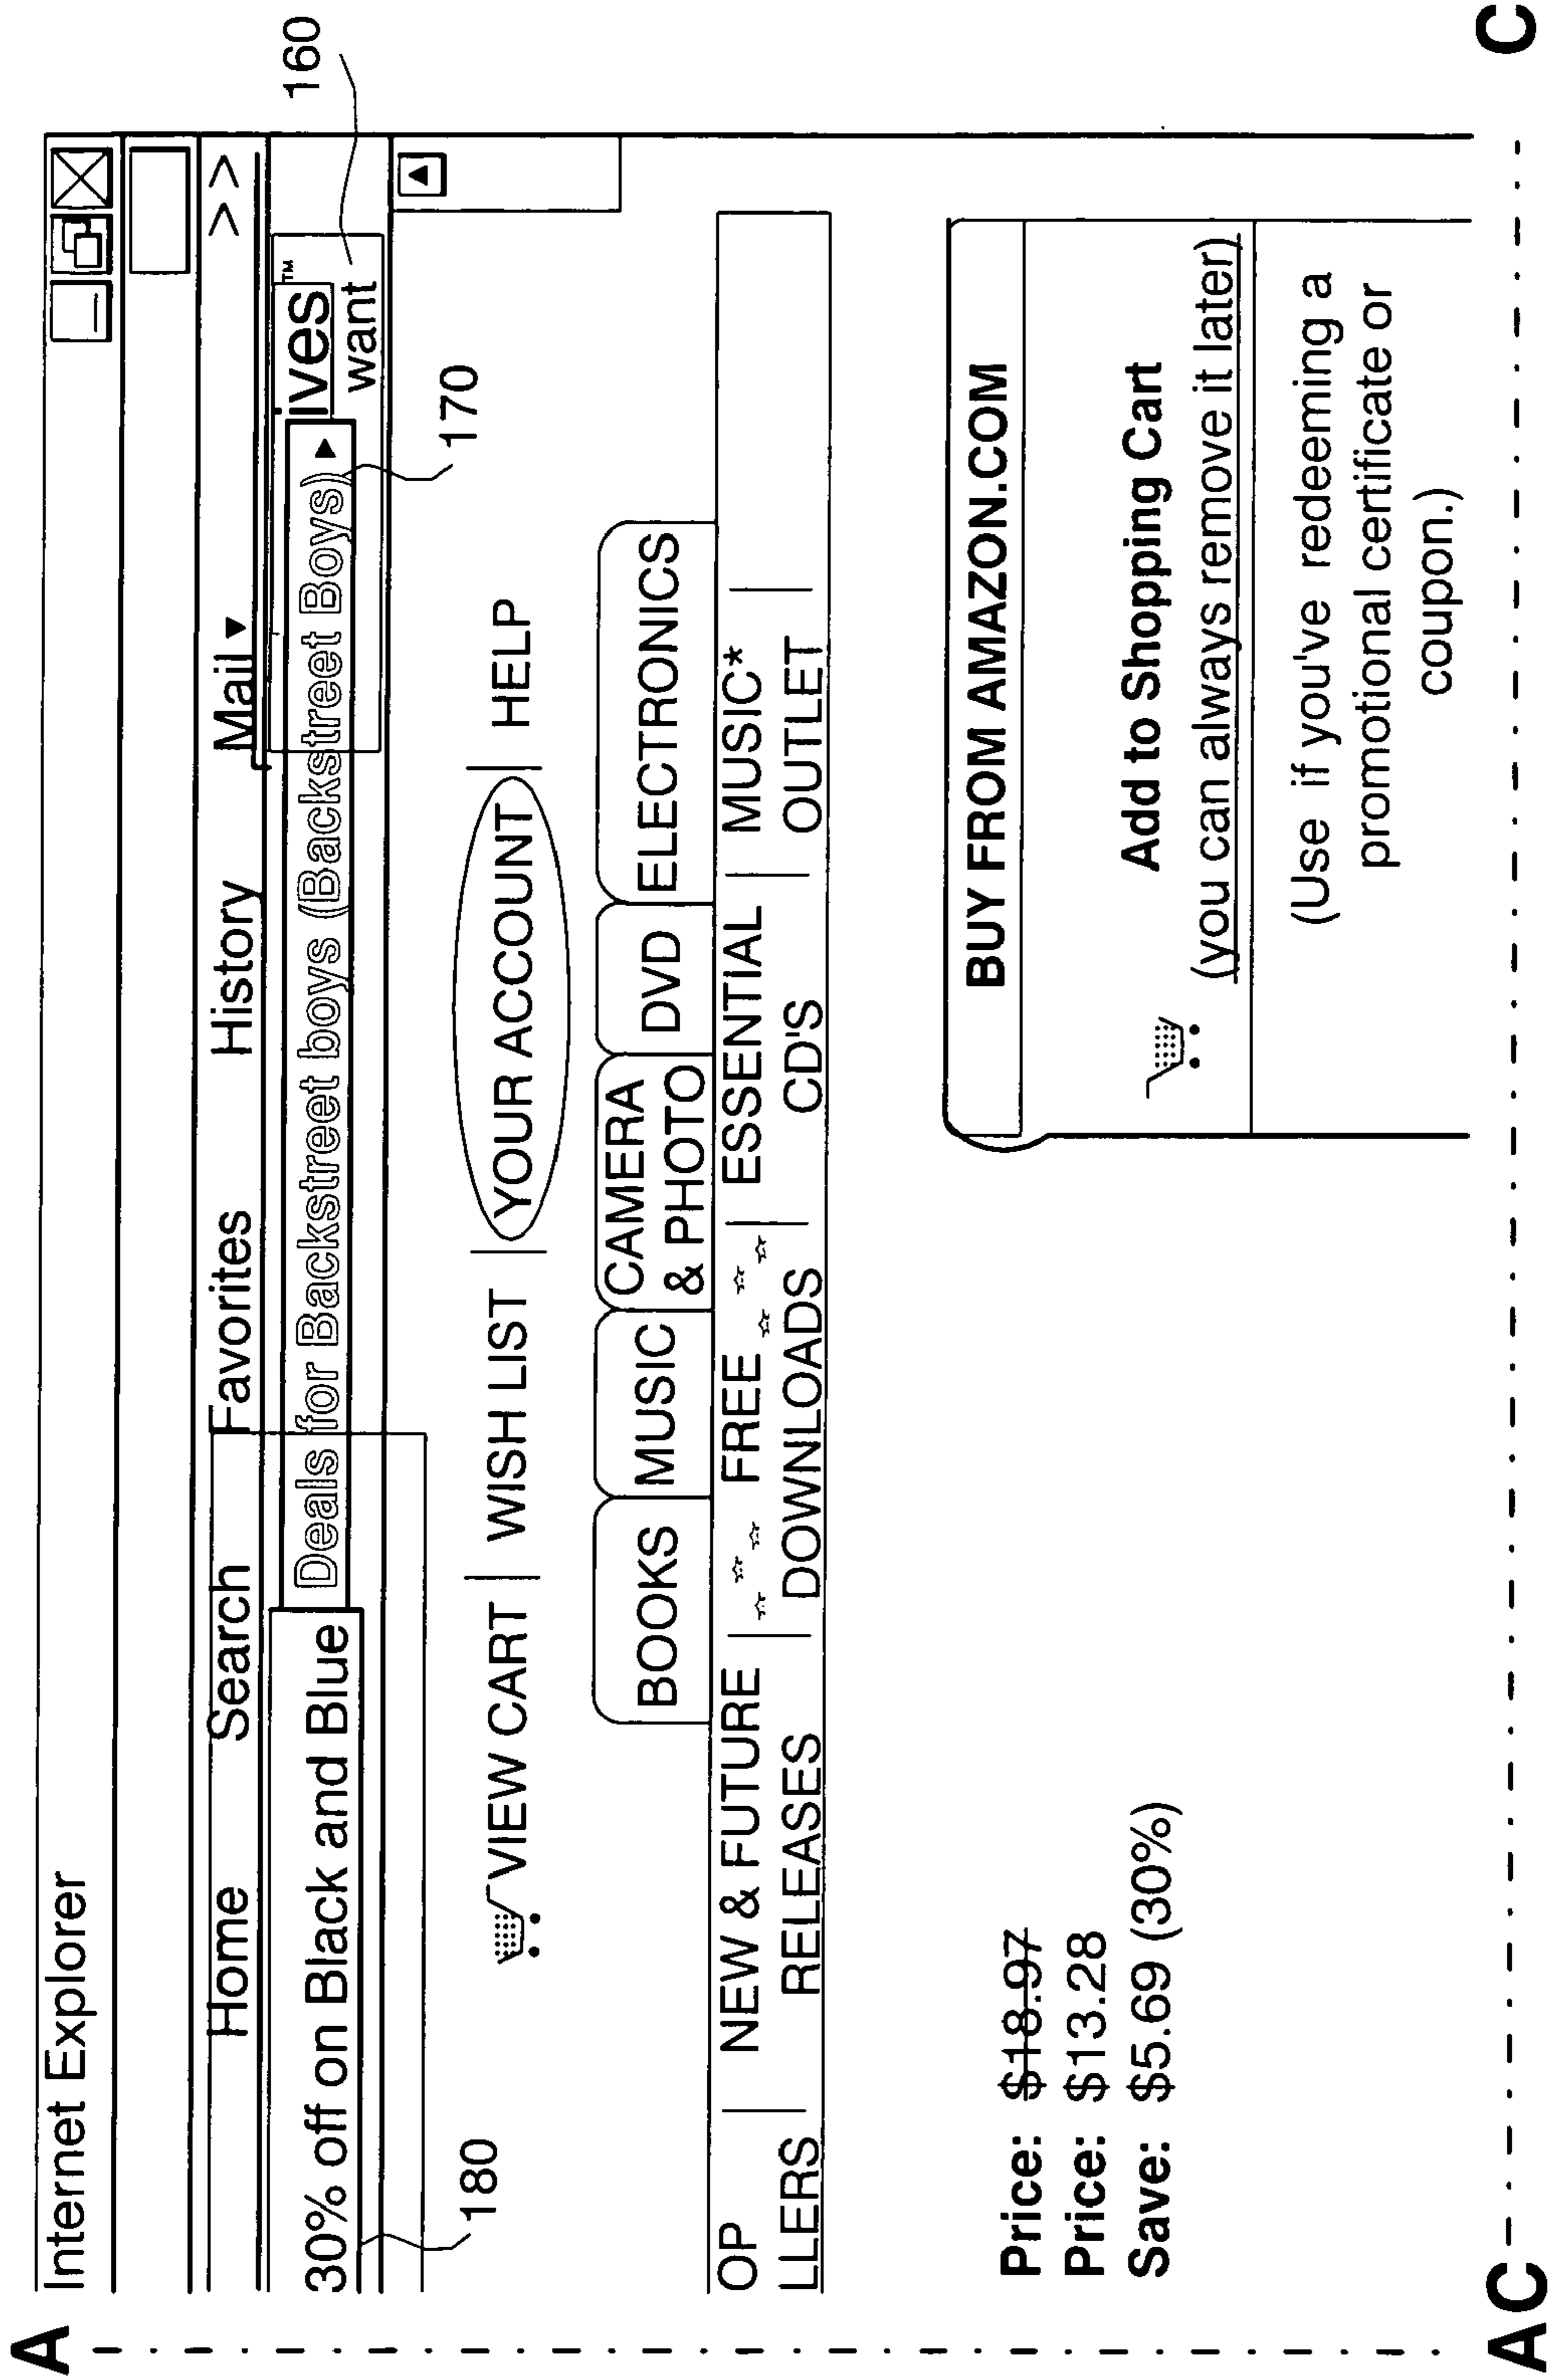 A
Internet Explorer
Home Search Favorites History Mail >>
160
30% off on Black and Blue Deals for Backstreet boys (Backstreet Boys) ives™
want
180
170
VIEW CART | WISH LIST | YOUR ACCOUNT | HELP
BOOKS MUSIC CAMERA & PHOTO DVD ELECTRONICS
OP | NEW & FUTURE | FREE | ESSENTIAL | MUSIC* |
LLERS RELEASES DOWNLOADS CD'S OUTLET
BUY FROM AMAZON.COM
Price: $18.97
Price: $13.28
Save: $5.69 (30%)
Add to Shopping Cart
(you can always remove it later)
(Use if you've redeeming a
promotional certificate or
coupon.)
AC C